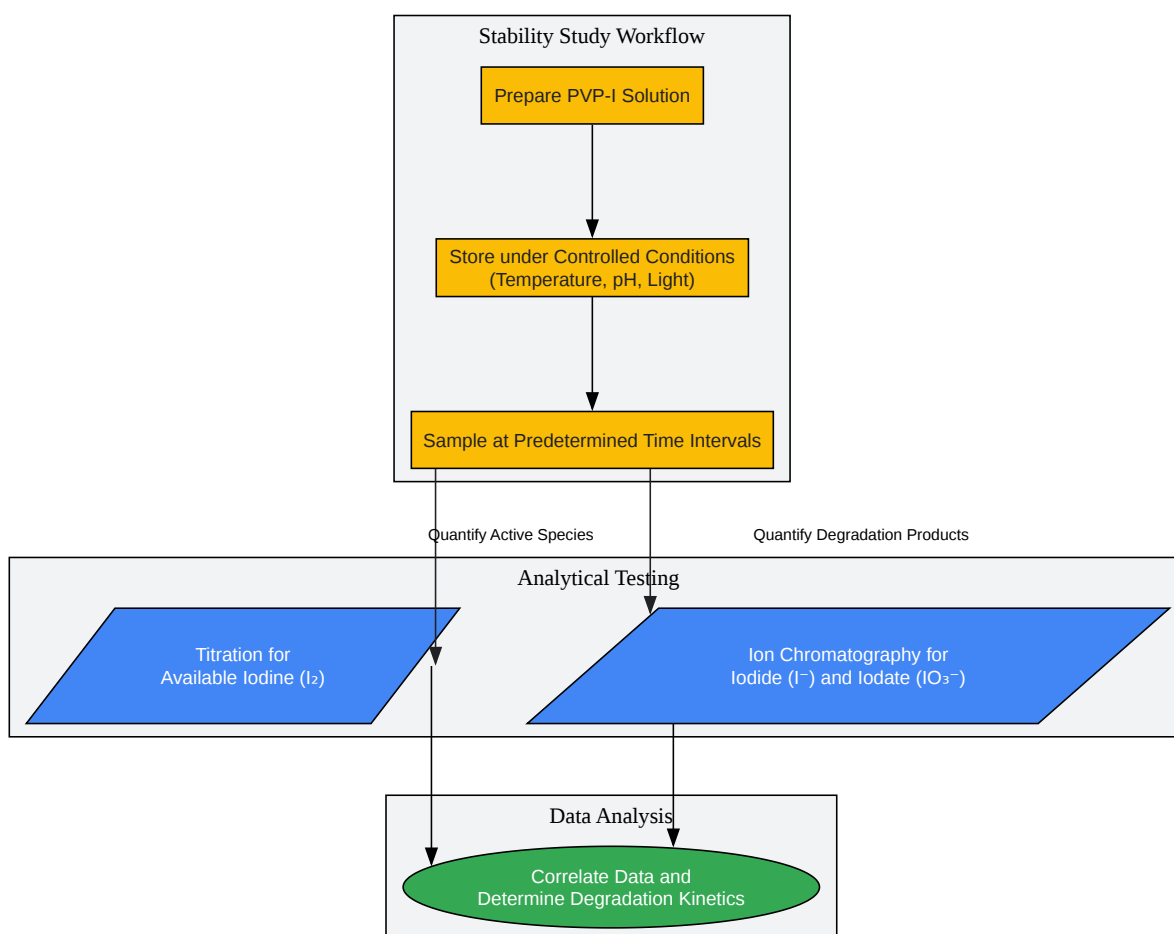 Stability Study Workflow
Prepare PVP-I Solution
Store under Controlled Conditions
(Temperature, pH, Light)
Sample at Predetermined Time Intervals
Quantify Active Species
Quantify Degradation Products
Analytical Testing
Titration for
Available Iodine (I₂)
Ion Chromatography for
Iodide (I⁻) and Iodate (IO₃⁻)
Data Analysis
Correlate Data and
Determine Degradation Kinetics